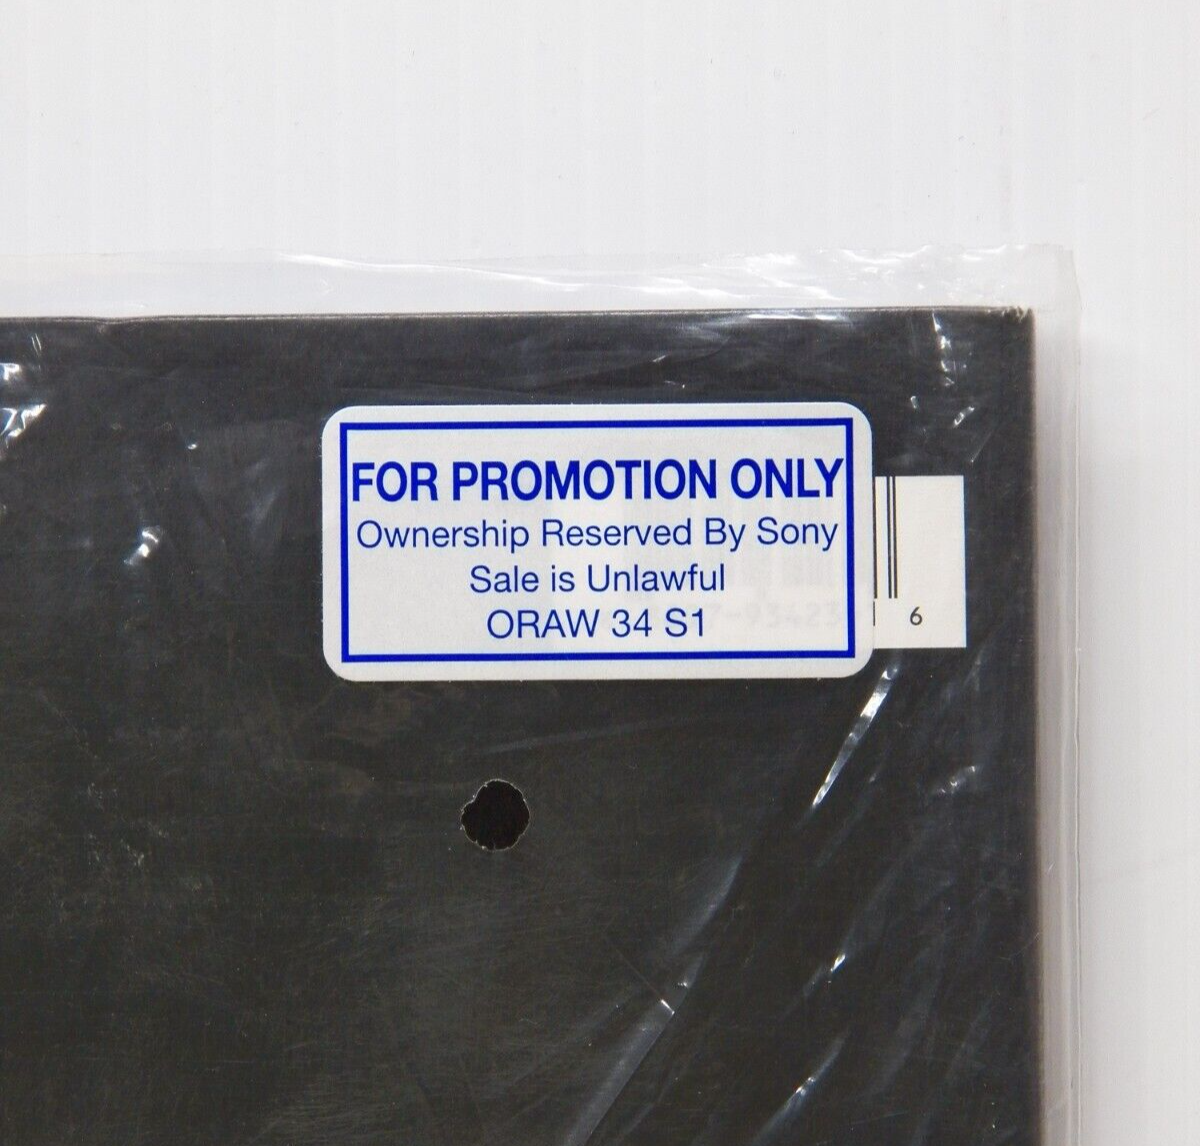 FOR PROMOTION ONLY
Ownership Reserved By Sony
Sale is Unlawful
ORAW 34 S1
6